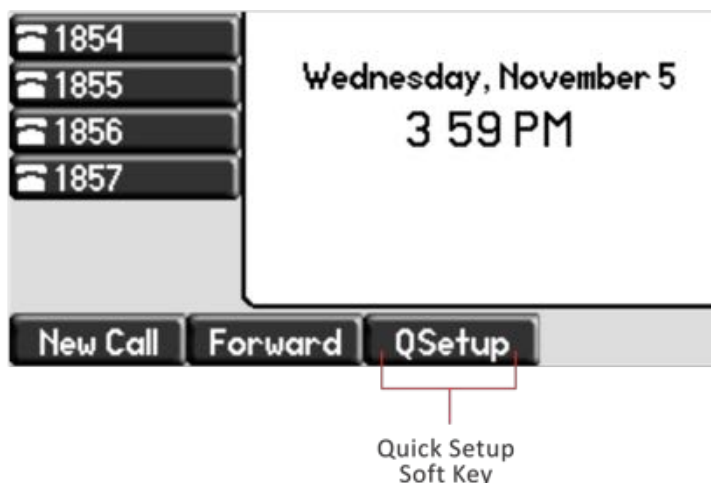 1854
1855
1856
1857
Wednesday, November 5
3 59 PM
New Call Forward QSetup
Quick Setup
Soft Key